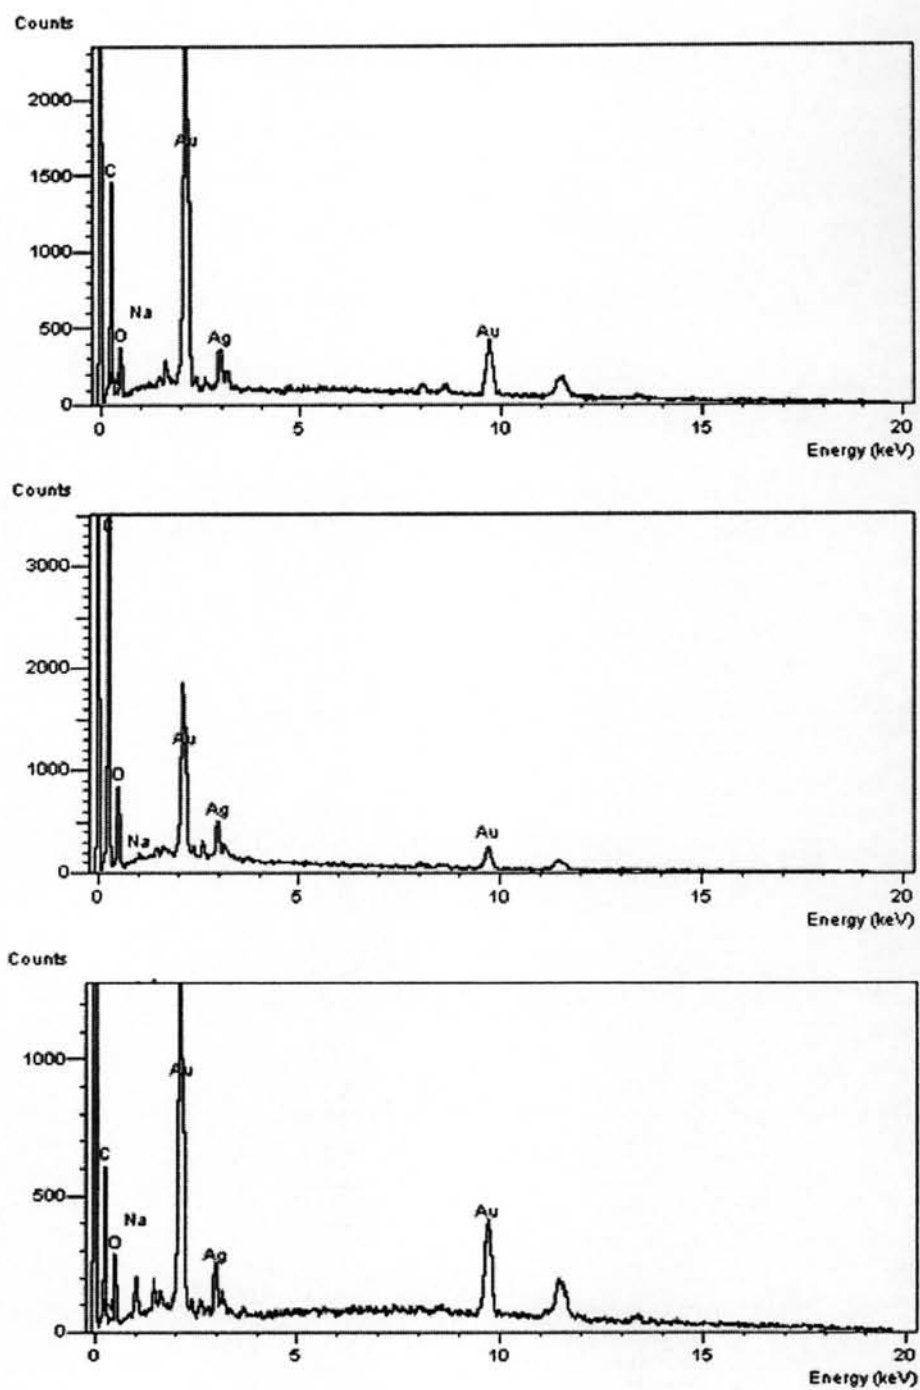 Counts
2000
Au
C
1500
1000
Na
500
O
Ag
Au
0
0 5 10 15 20
Energy (keV)
Counts
C
3000
2000
Au
1000
O
Ag
Na
Au
0
0 5 10 15 20
Energy (keV)
Counts
1000
Au
C
500
Na
Au
O
Ag
0
0 5 10 15 20
Energy (keV)